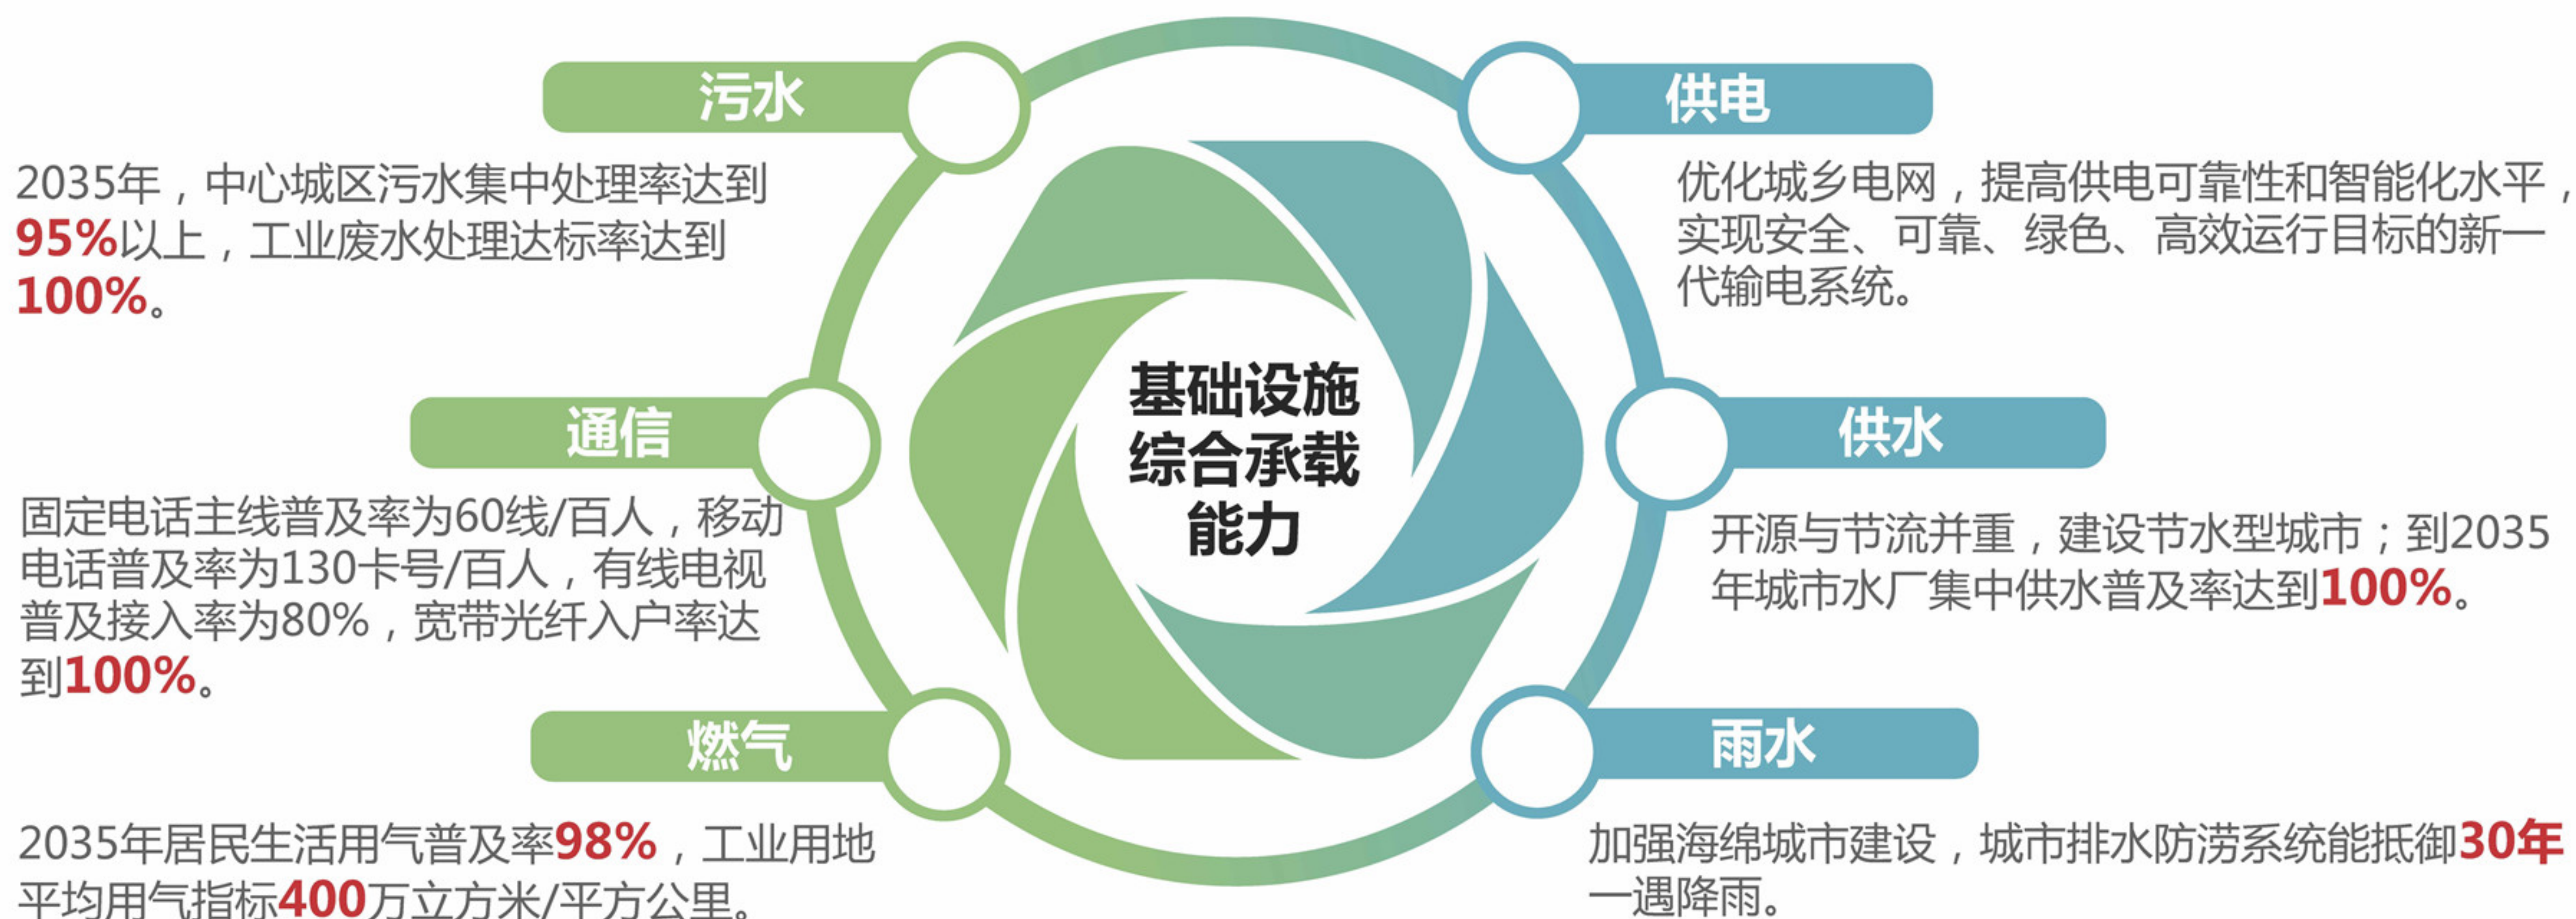 污水
2035年，中心城区污水集中处理率达到
95%以上，工业废水处理达标率达到
100%。
通信
固定电话主线普及率为60线/百人，移动
电话普及率为130卡号/百人，有线电视
普及接入率为80%，宽带光纤入户率达
到100%。
燃气
2035年居民生活用气普及率98%，工业用地
平均用气指标400万立方米/平方公里。
基础设施
综合承载
能力
供电
优化城乡电网，提高供电可靠性和智能化水平，
实现安全、可靠、绿色、高效运行目标的新一
代输电系统。
供水
开源与节流并重，建设节水型城市；到2035
年城市水厂集中供水普及率达到100%。
雨水
加强海绵城市建设，城市排水防涝系统能抵御30年
一遇降雨。